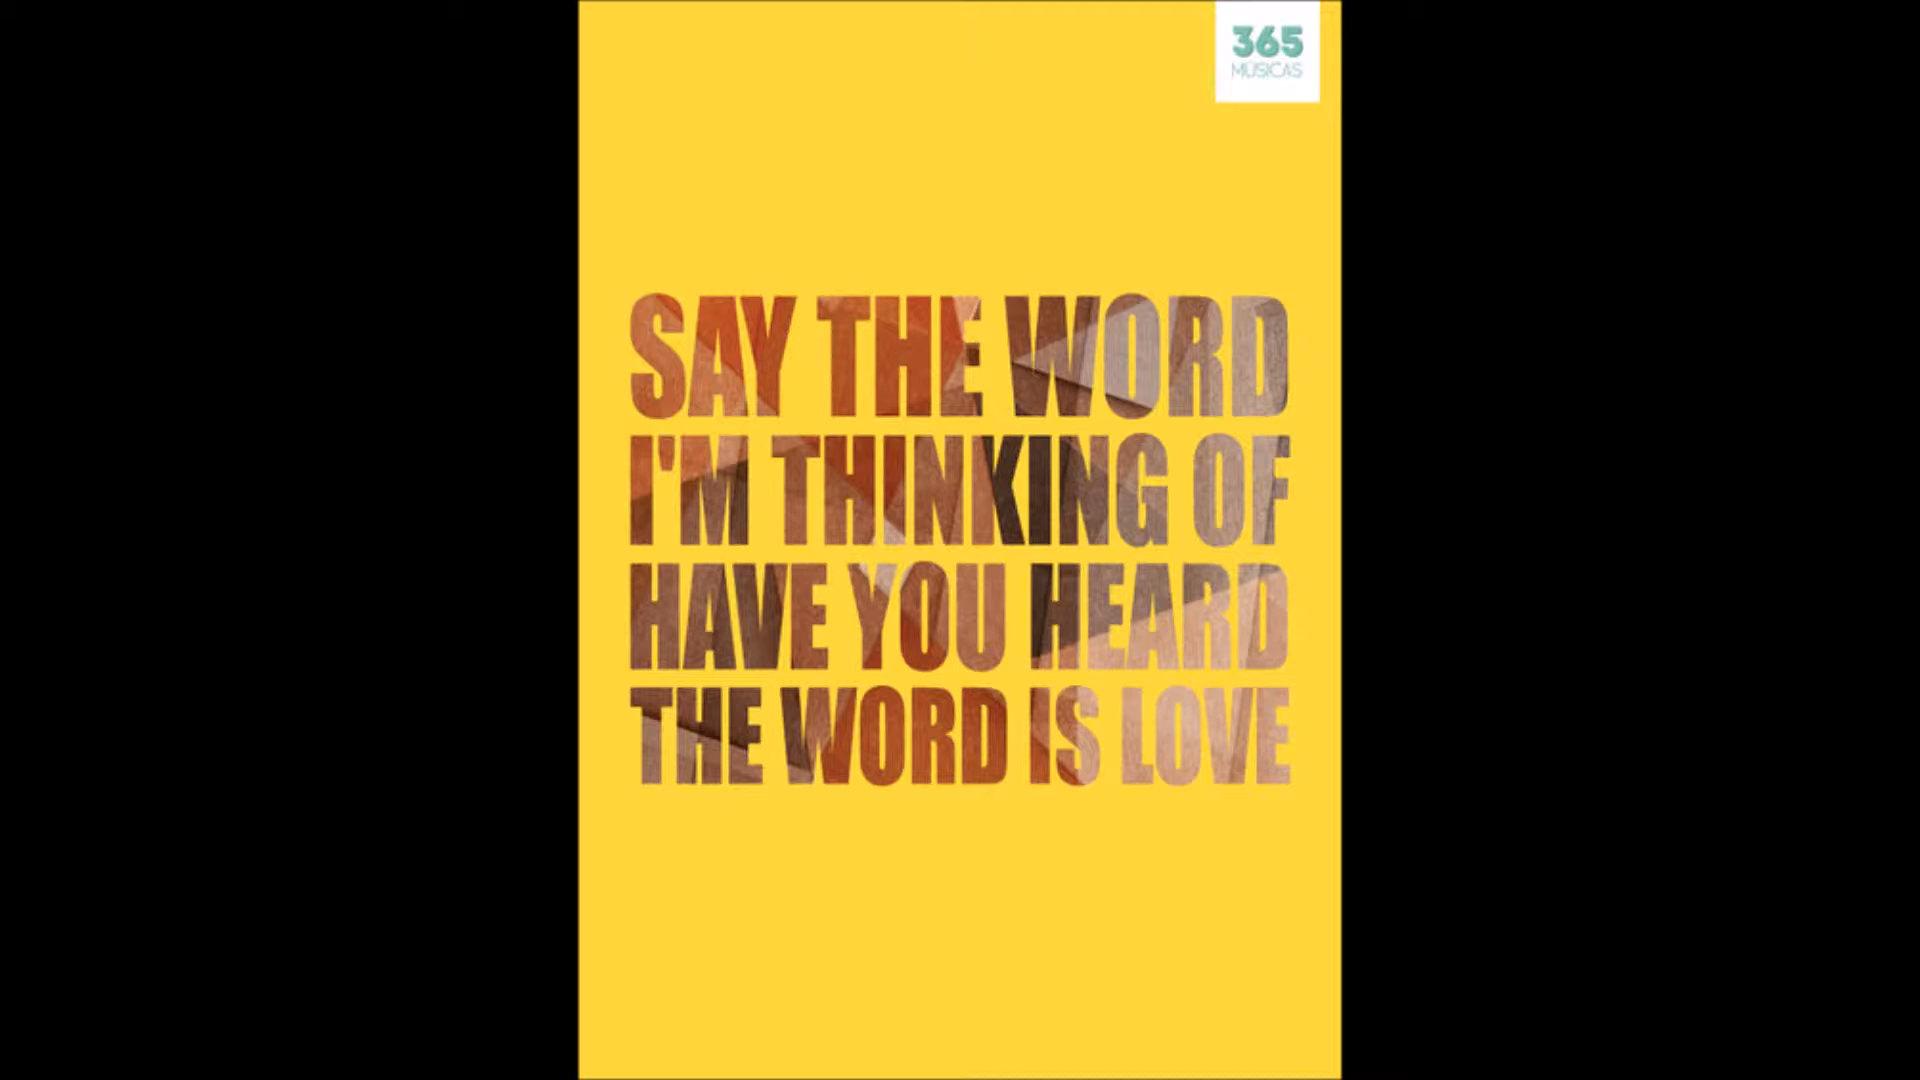 365
MÚSICAS
SAY THE WORD
I'M THINKING OF
HAVE YOU HEARD
THE WORD IS LOVE